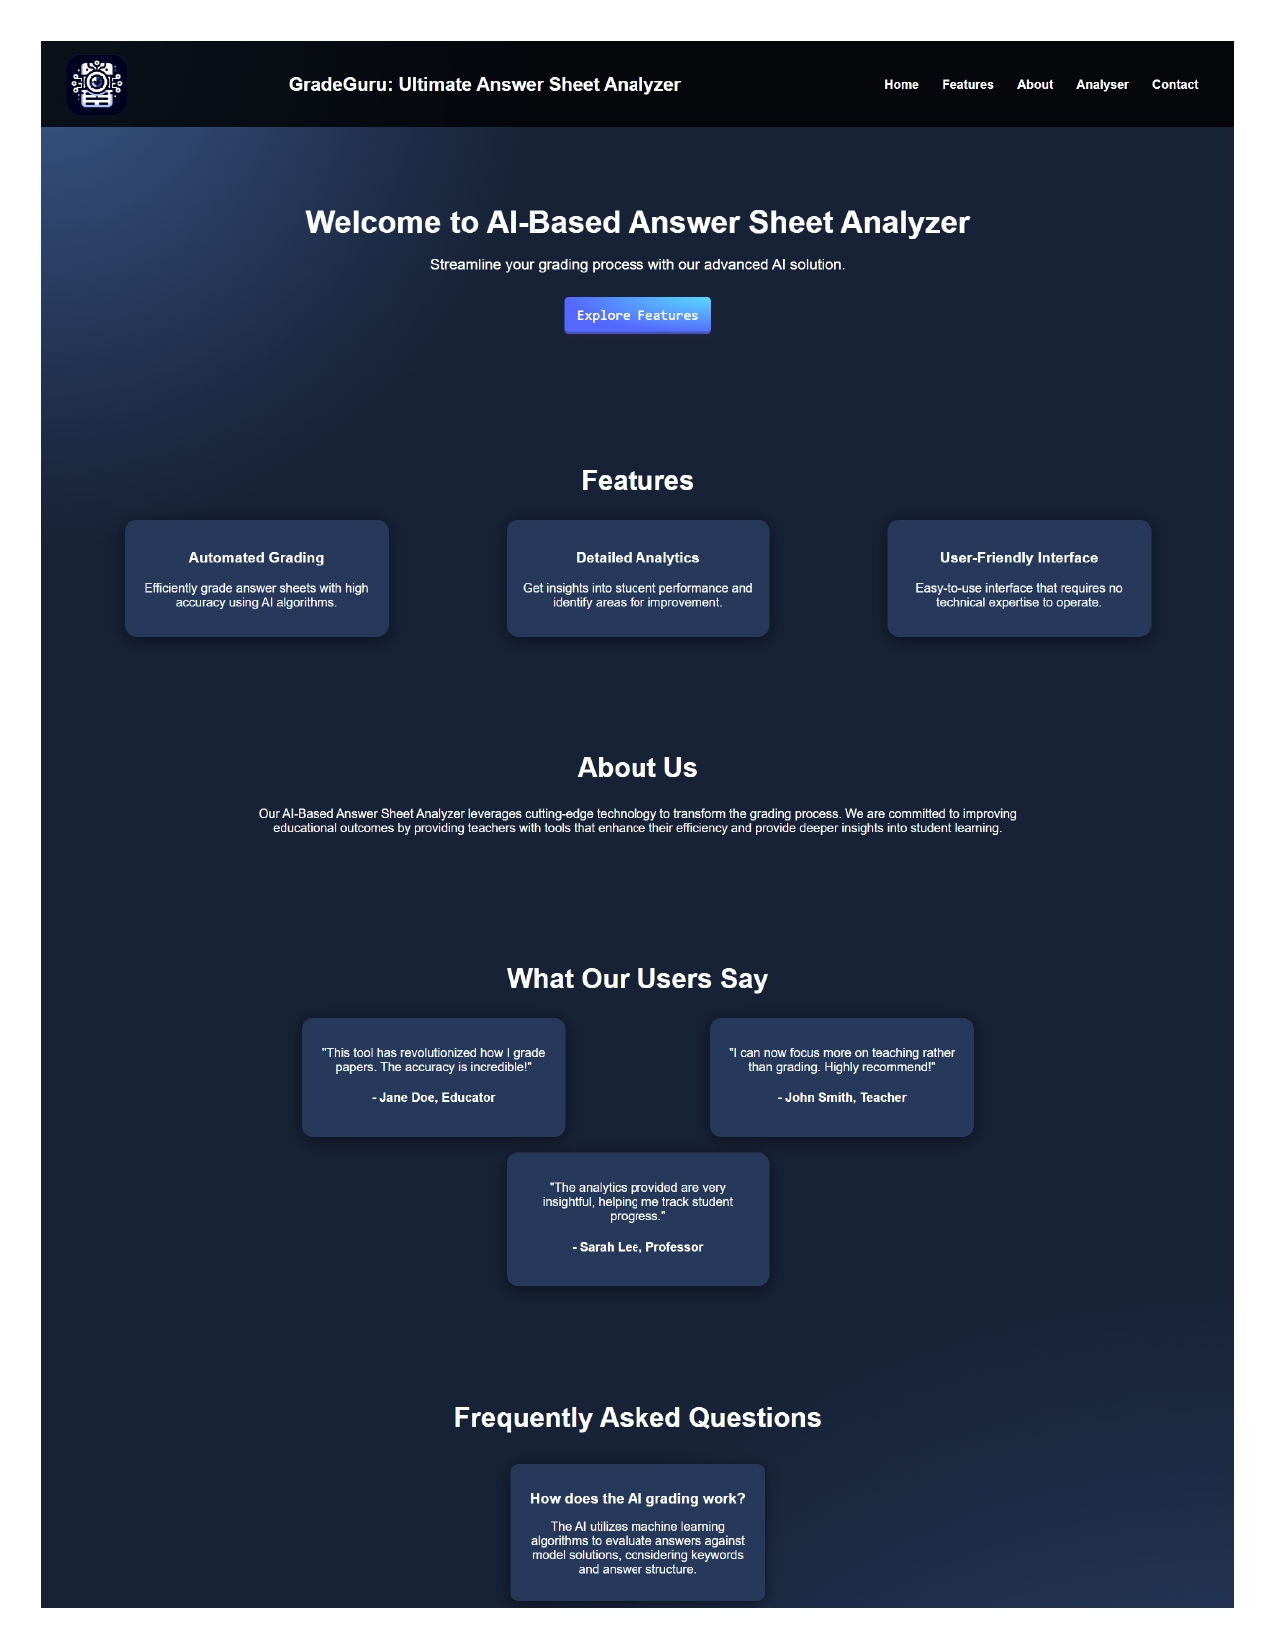 GradeGuru: Ultimate Answer Sheet Analyzer
Home Features About Analyser Contact
Welcome to AI-Based Answer Sheet Analyzer
Streamline your grading process with our advanced AI solution.
Explore Features
Features
Automated Grading
Efficiently grade answer sheets with high
accuracy using AI algorithms.
Detailed Analytics
Get insights into student performance and
identify areas for improvement.
User-Friendly Interface
Easy-to-use interface that requires no
technical expertise to operate.
About Us
Our AI-Based Answer Sheet Analyzer leverages cutting-edge technology to transform the grading process. We are committed to improving
educational outcomes by providing teachers with tools that enhance their efficiency and provide deeper insights into student learning.
What Our Users Say
"This tool has revolutionized how I grade
papers. The accuracy is incredible!"
- Jane Doe, Educator
"I can now focus more on teaching rather
than grading. Highly recommend!"
- John Smith, Teacher
"The analytics provided are very
insightful, helping me track student
progress."
- Sarah Lee, Professor
Frequently Asked Questions
How does the AI grading work?
The AI utilizes machine learning
algorithms to evaluate answers against
model solutions, considering keywords
and answer structure.